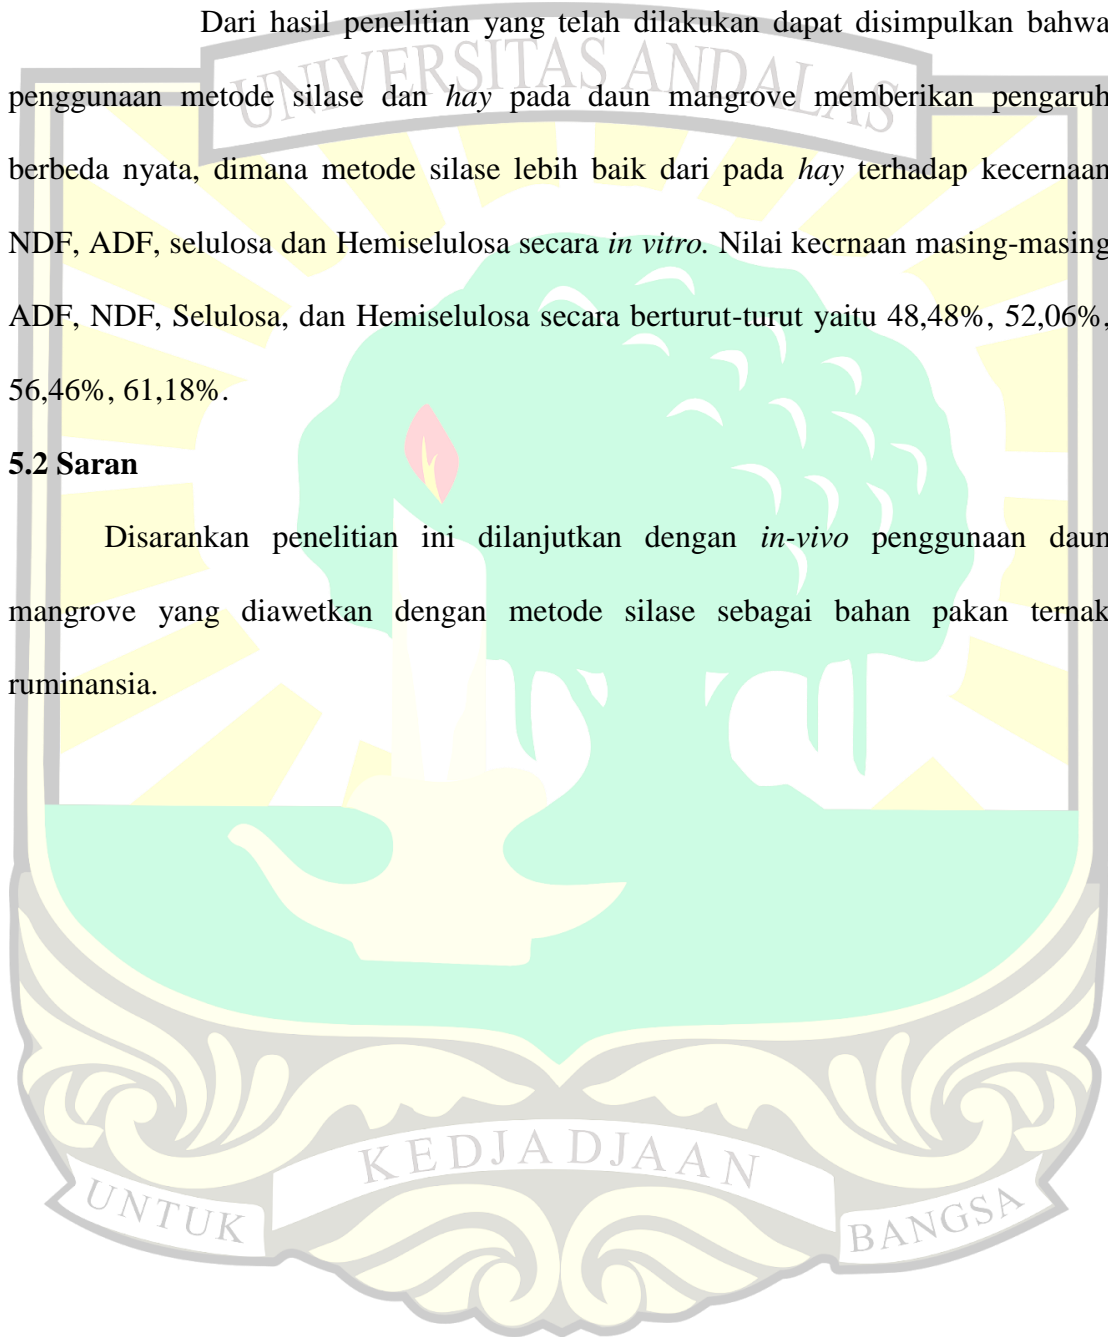 Dari hasil penelitian yang telah dilakukan dapat disimpulkan bahwa
UNIVERSITAS ANDALAS
penggunaan metode silase dan hay pada daun mangrove memberikan pengaruh
berbeda nyata, dimana metode silase lebih baik dari pada hay terhadap kecernaan
NDF, ADF, selulosa dan Hemiselulosa secara in vitro. Nilai kecrnaan masing-masing
ADF, NDF, Selulosa, dan Hemiselulosa secara berturut-turut yaitu 48,48%, 52,06%,
56,46%, 61,18%.
5.2 Saran
Disarankan penelitian ini dilanjutkan dengan in-vivo penggunaan daun
mangrove yang diawetkan dengan metode silase sebagai bahan pakan ternak
ruminansia.
UNTUK KEDJADJAAN BANGSA